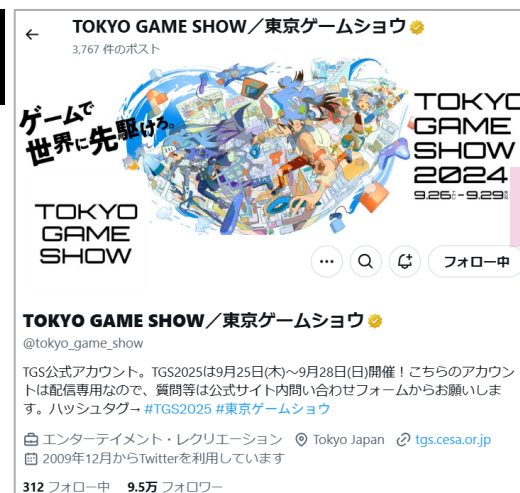 TOKYO GAME SHOW／東京ゲームショウ
3,767 件のポスト
ゲームで
世界に先駆けろ。
TOKYO
GAME
SHOW
2024
9.26 - 9.29
TOKYO
GAME
SHOW
フォロー中
TOKYO GAME SHOW／東京ゲームショウ
@tokyo_game_show
TGS公式アカウント。TGS2025は9月25日(木)～9月28日(日)開催！こちらのアカウン
トは配信専用なので、質問等は公式サイト内問い合わせフォームからお願いしま
す。ハッシュタグ→ #TGS2025 #東京ゲームショウ
エンターテイメント・レクリエーション Tokyo Japan tgs.cesa.or.jp
2009年12月からTwitterを利用しています
312 フォロー中 9.5万 フォロワー